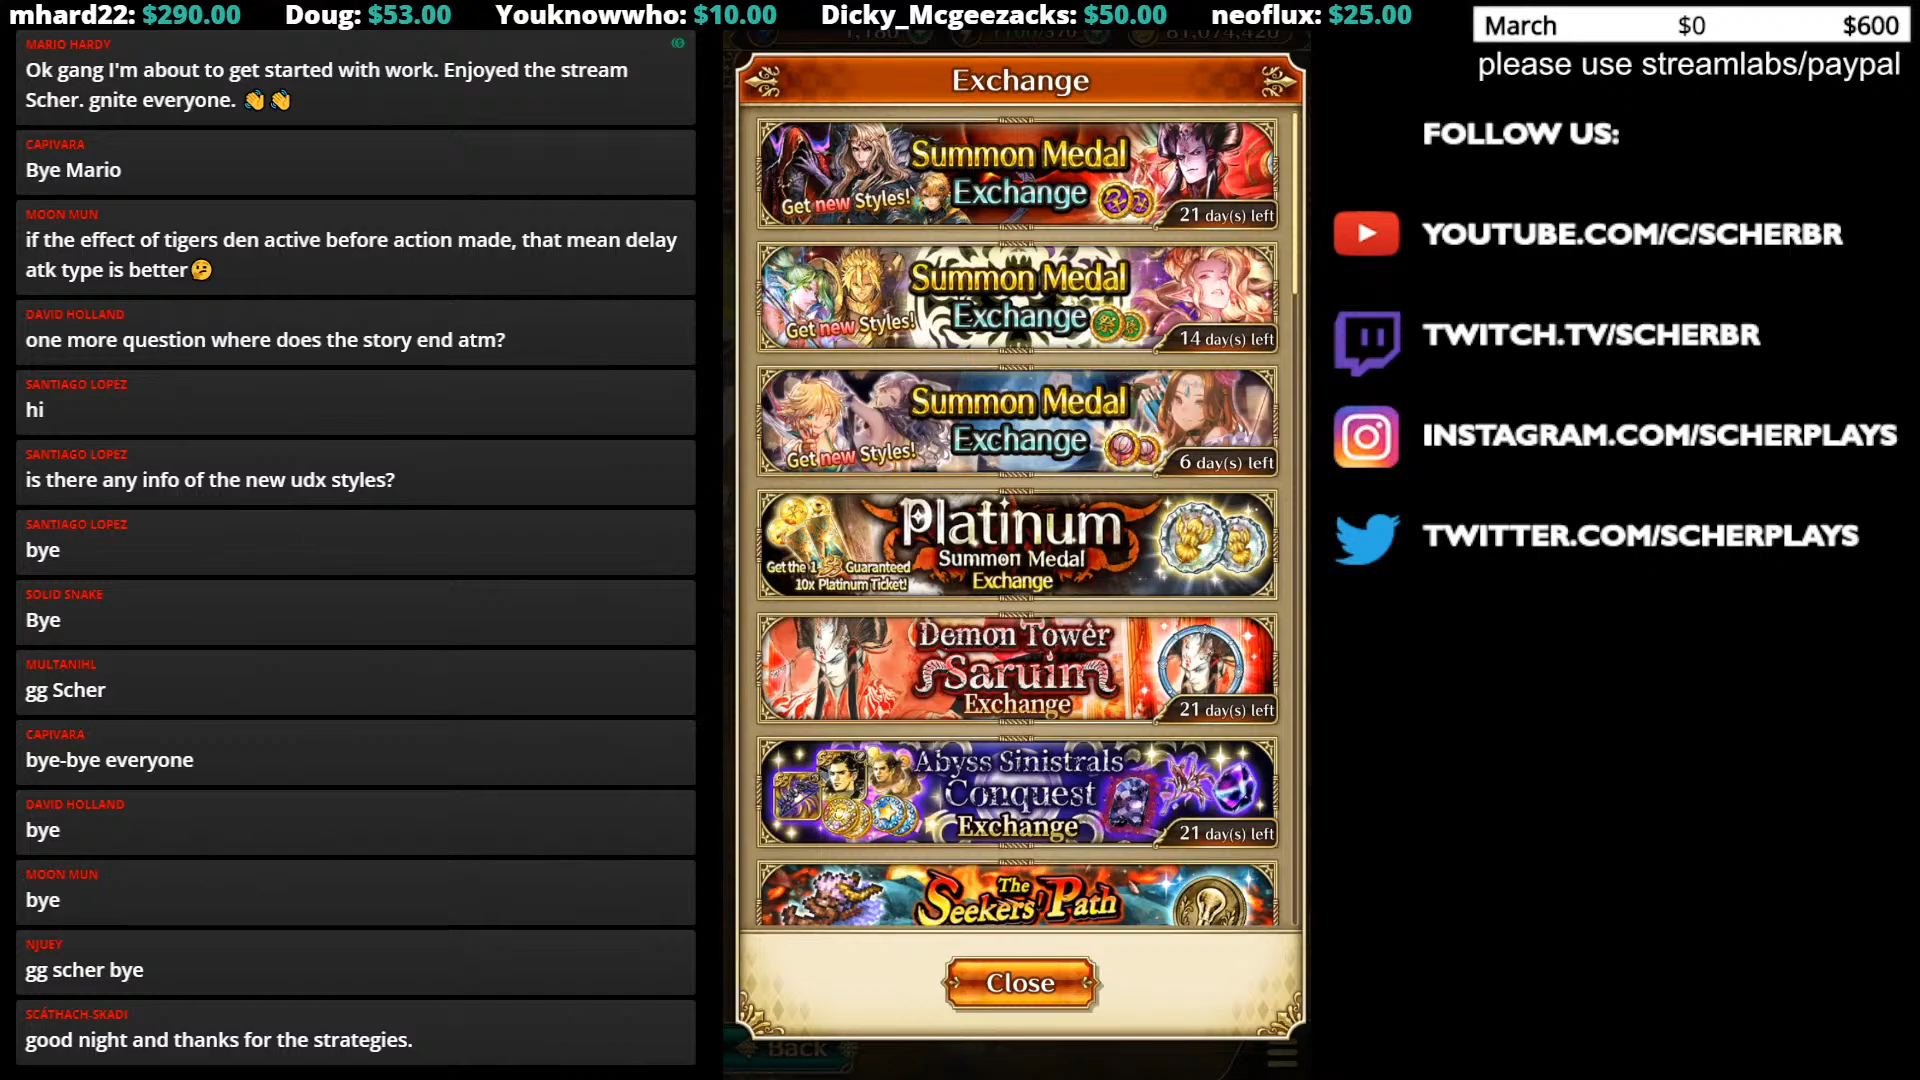 mhard22: $290.00 Doug: $53.00 Youknowwho: $10.00 Dicky_Mcgeezacks: $50.00 neoflux: $25.00
MARIO HARDY
Ok gang I'm about to get started with work. Enjoyed the stream
Scher. gnite everyone. 👋 👋
CAPIVARA
Bye Mario
MOON MUN
if the effect of tigers den active before action made, that mean delay
atk type is better🤔
DAVID HOLLAND
one more question where does the story end atm?
SANTIAGO LOPEZ
hi
SANTIAGO LOPEZ
is there any info of the new udx styles?
SANTIAGO LOPEZ
bye
SOLID SNAKE
Bye
MULTANIHL
gg Scher
CAPIVARA
bye-bye everyone
DAVID HOLLAND
bye
MOON MUN
bye
NJUEY
gg scher bye
SCÁTHACH-SKADI
good night and thanks for the strategies.
Exchange
Summon Medal
Exchange
Get new Styles!
21 day(s) left
Summon Medal
Exchange
Get new Styles!
14 day(s) left
Summon Medal
Exchange
Get new Styles!
6 day(s) left
Platinum
Summon Medal
Exchange
Get the 1 SS Guaranteed
10x Platinum Ticket!
Demon Tower
Saruin
Exchange
21 day(s) left
Abyss Sinistrals
Conquest
Exchange
21 day(s) left
The
Seekers' Path
Close
Back
March $0 $600
please use streamlabs/paypal
FOLLOW US:
YOUTUBE.COM/C/SCHERBR
TWITCH.TV/SCHERBR
INSTAGRAM.COM/SCHERPLAYS
TWITTER.COM/SCHERPLAYS